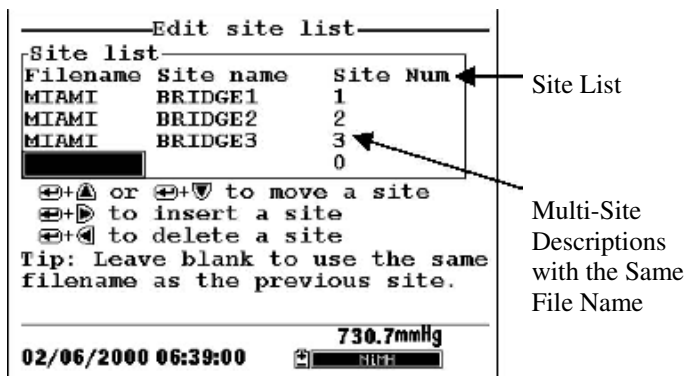 Edit site list
Site list
Filename Site name Site Num
MIAMI BRIDGE1 1
MIAMI BRIDGE2 2
MIAMI BRIDGE3 3
0
+ or + to move a site
+ to insert a site
+ to delete a site
Tip: Leave blank to use the same
filename as the previous site.
730.7mmHg
02/06/2000 06:39:00 NiMH
Site List
Multi-Site
Descriptions
with the Same
File Name